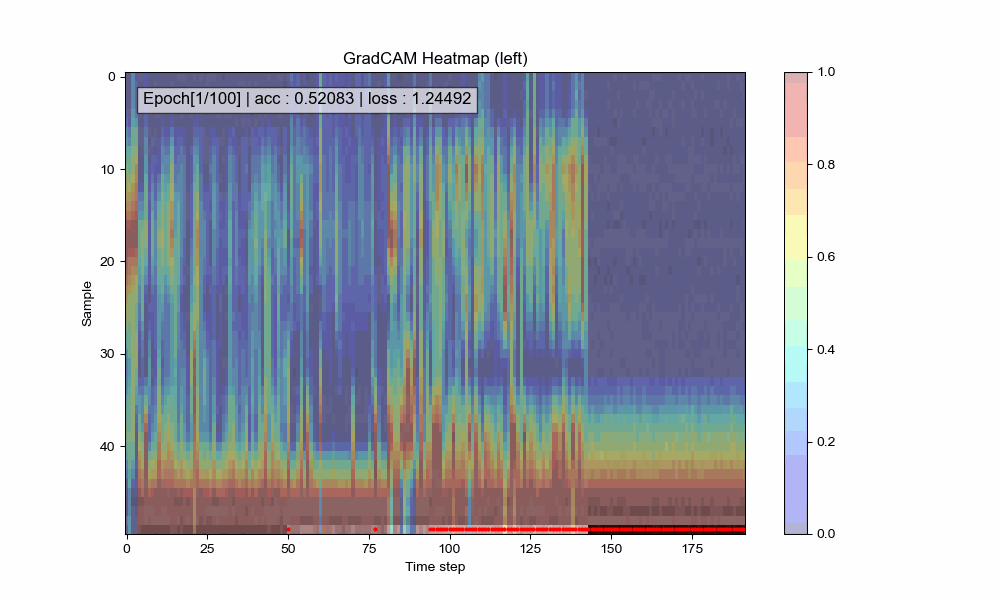 GradCAM Heatmap (left)
Epoch[1/100] | acc : 0.52083 | loss : 1.24492
Sample
0
10
20
30
40
0 25 50 75 100 125 150 175
Time step
1.0
0.8
0.6
0.4
0.2
0.0